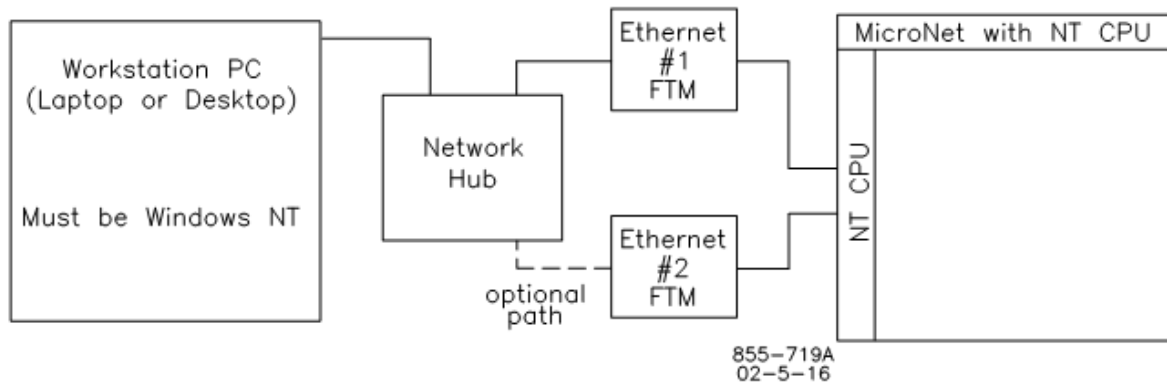 Workstation PC
(Laptop or Desktop)
Must be Windows NT
Network
Hub
optional
path
Ethernet
#1
FTM
Ethernet
#2
FTM
MicroNet with NT CPU
NT CPU
855-719A
02-5-16